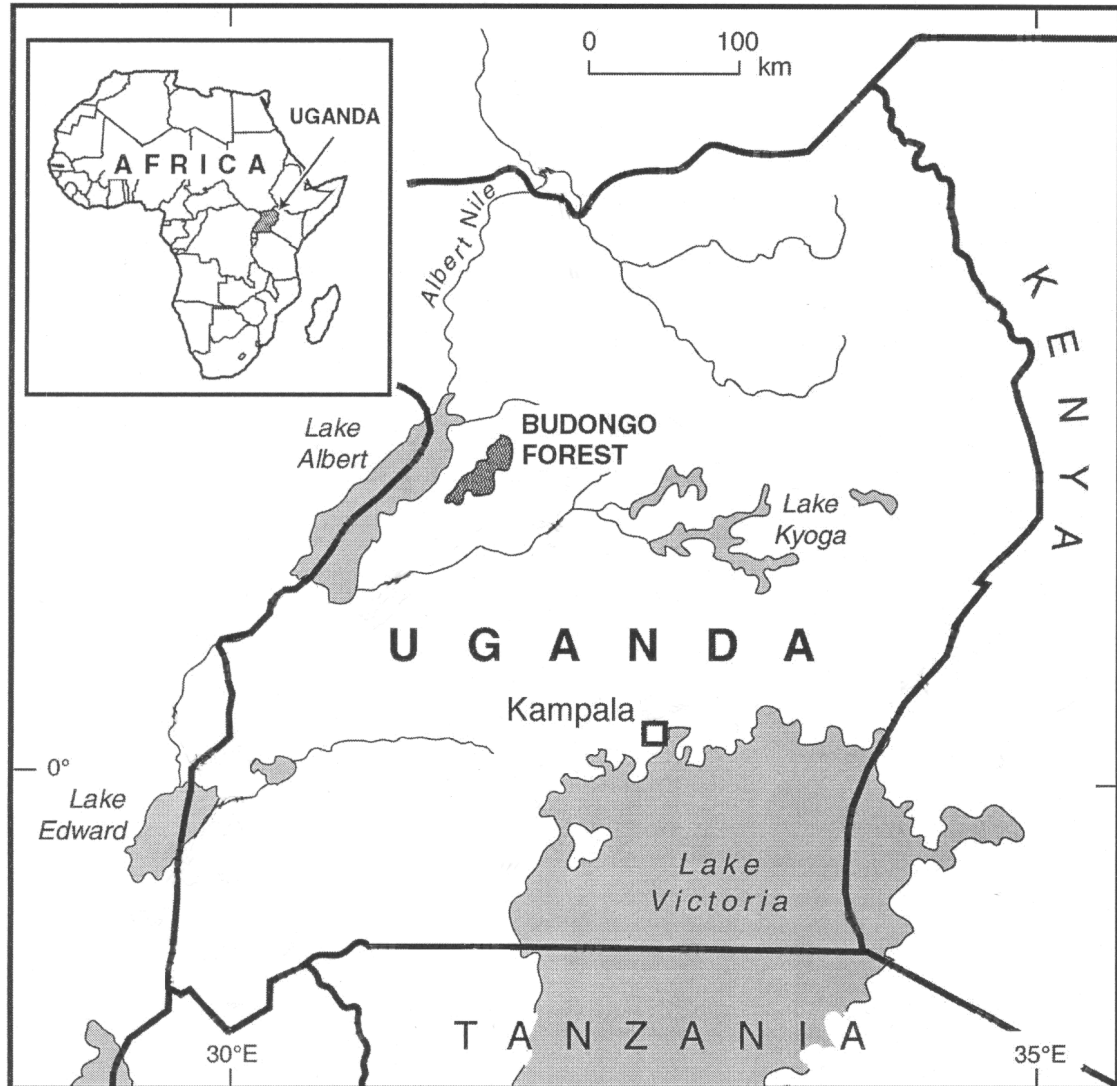 0 100
km
UGANDA
AFRICA
Albert Nile
KENYA
Lake
Albert
BUDONGO
FOREST
Lake
Kyoga
UGANDA
Kampala
0°
Lake
Edward
Lake
Victoria
TANZANIA
30°E
35°E